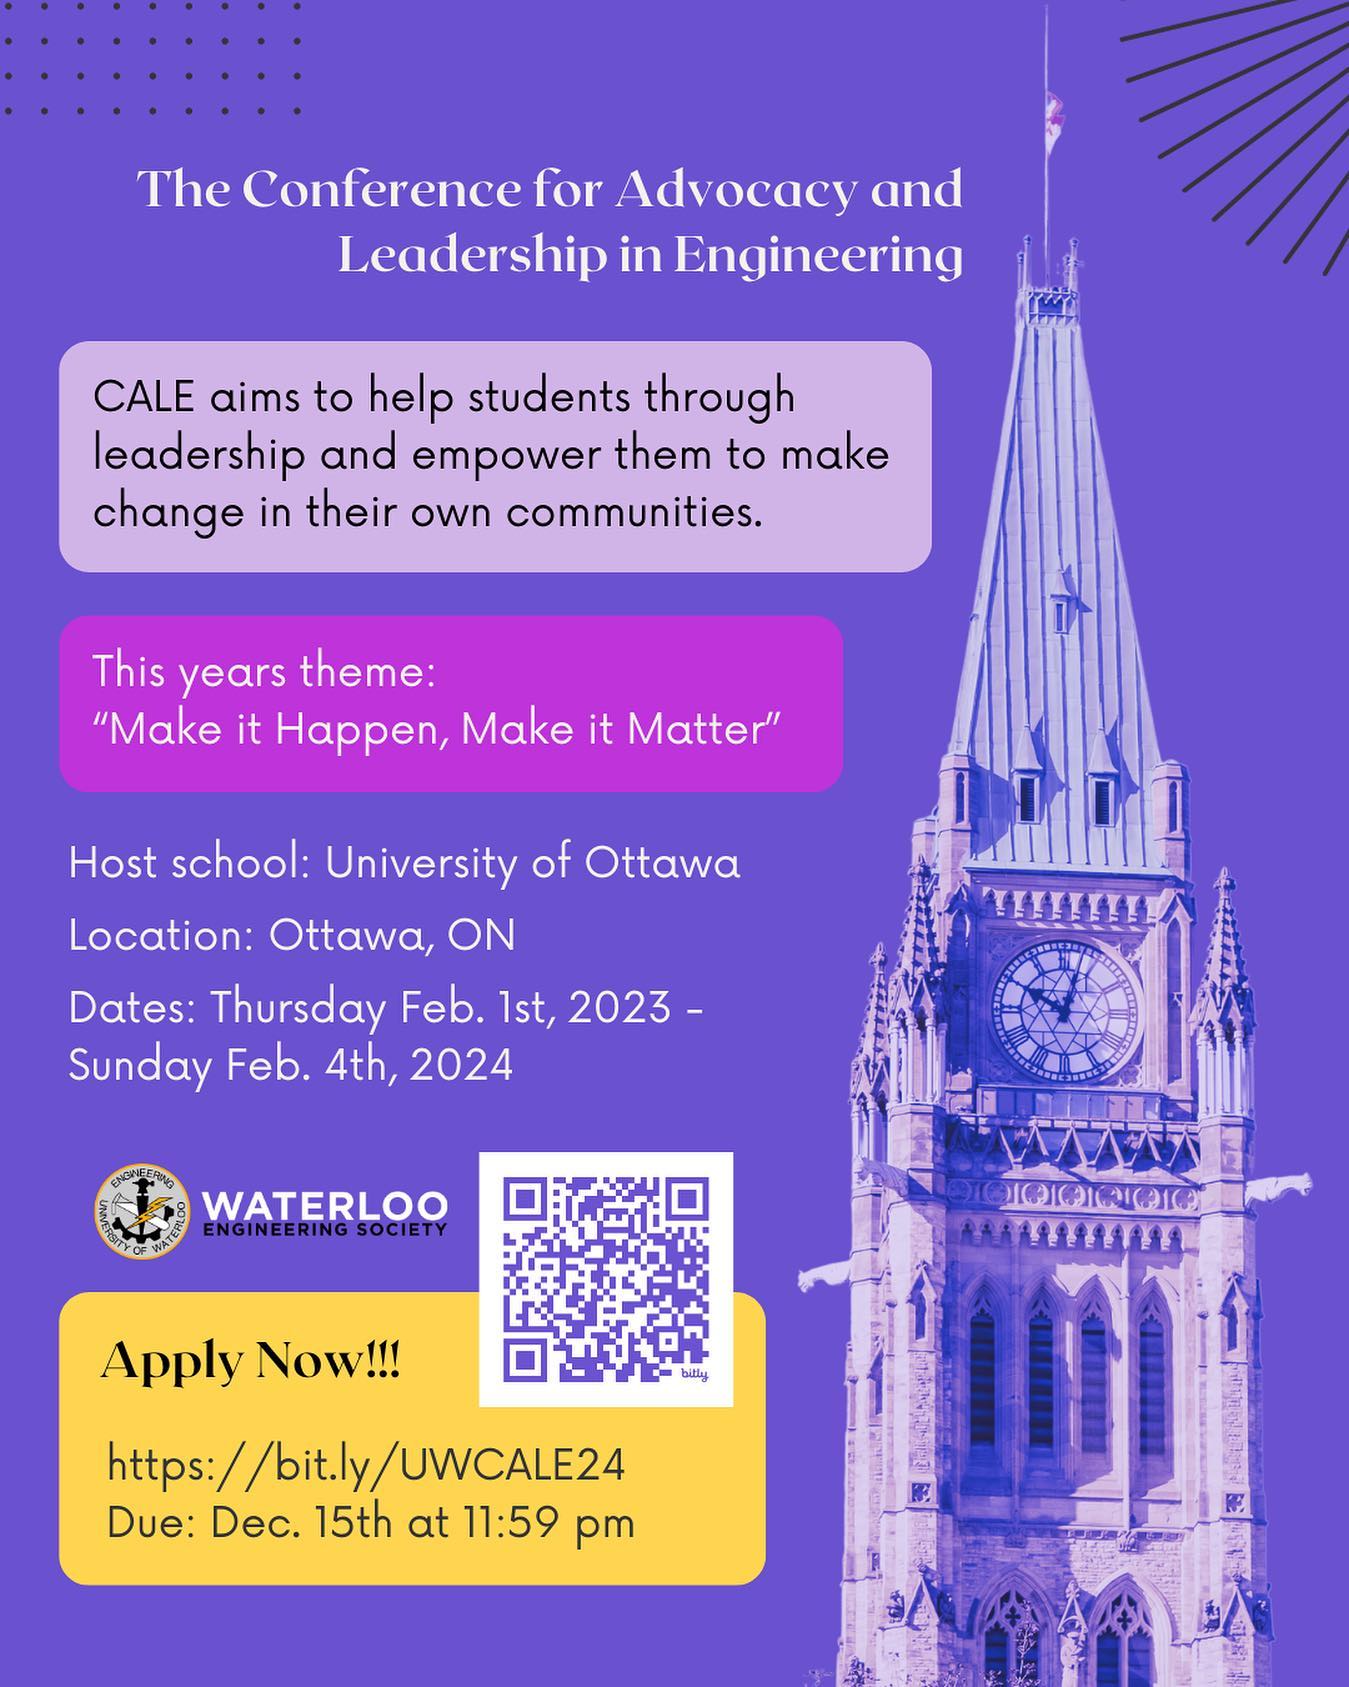 The Conference for Advocacy and
Leadership in Engineering
CALE aims to help students through
leadership and empower them to make
change in their own communities.
This years theme:
“Make it Happen, Make it Matter”
Host school: University of Ottawa
Location: Ottawa, ON
Dates: Thursday Feb. 1st, 2023 -
Sunday Feb. 4th, 2024
ENGINEERING
UNIVERSITY OF WATERLOO
WATERLOO
ENGINEERING SOCIETY
bitly
Apply Now!!!
https://bit.ly/UWCALE24
Due: Dec. 15th at 11:59 pm